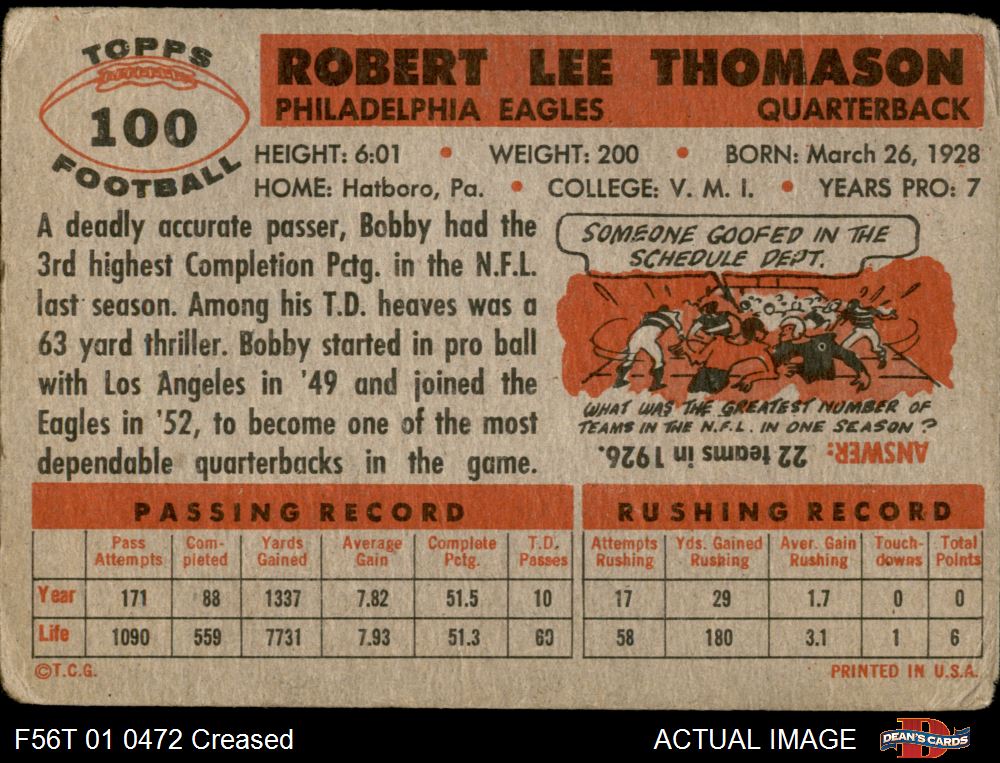 TOPPS
100
FOOTBALL
ROBERT LEE THOMASON
PHILADELPHIA EAGLES QUARTERBACK
HEIGHT: 6:01 • WEIGHT: 200 • BORN: March 26, 1928
HOME: Hatboro, Pa. • COLLEGE: V. M. I. • YEARS PRO: 7
A deadly accurate passer, Bobby had the
3rd highest Completion Pctg. in the N.F.L.
last season. Among his T.D. heaves was a
63 yard thriller. Bobby started in pro ball
with Los Angeles in '49 and joined the
Eagles in '52, to become one of the most
dependable quarterbacks in the game.
SOMEONE GOOFED IN THE
SCHEDULE DEPT.
WHAT WAS THE GREATEST NUMBER OF
TEAMS IN THE N.F.L. IN ONE SEASON?
ANSWER: 22 teams in 1926.
PASSING RECORD
Pass Attempts Com-pleted Yards Gained Average Gain Complete Pctg. T.D. Passes
Year 171 88 1337 7.82 51.5 10
Life 1090 559 7731 7.93 51.3 60
RUSHING RECORD
Attempts Rushing Yds. Gained Rushing Aver. Gain Rushing Touch-downs Total Points
17 29 1.7 0 0
58 180 3.1 1 6
©T.C.G. PRINTED IN U.S.A.
F56T 01 0472 Creased
ACTUAL IMAGE
D
DEAN'S CARDS